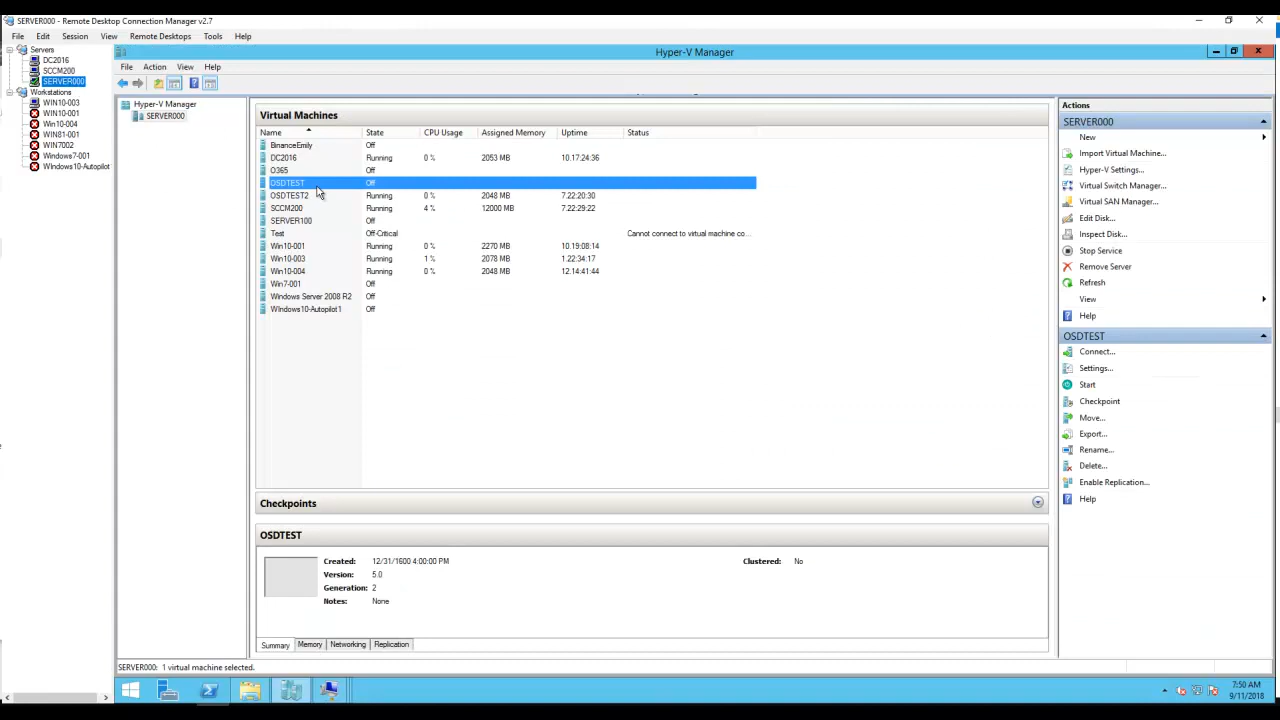 SERVER000 - Remote Desktop Connection Manager v2.7
File Edit Session View Remote Desktops Tools Help
Servers
DC2016
SCCM200
SERVER000
Workstations
WIN10-003
WIN10-001
Win10-004
WIN81-001
WIN7002
Windows7-001
WIndows10-Autopilot
Hyper-V Manager
File Action View Help
Hyper-V Manager
SERVER000
Virtual Machines
Name State CPU Usage Assigned Memory Uptime Status
BinanceEmily Off
DC2016 Running 0 % 2053 MB 10.17:24:36
O365 Off
OSDTEST Off
OSDTEST2 Running 0 % 2048 MB 7.22:20:30
SCCM200 Running 4 % 12000 MB 7.22:29:22
SERVER100 Off
Test Off-Critical Cannot connect to virtual machine co...
Win10-001 Running 0 % 2270 MB 10.19:08:14
Win10-003 Running 1 % 2078 MB 1.22:34:17
Win10-004 Running 0 % 2048 MB 12.14:41:44
Win7-001 Off
Windows Server 2008 R2 Off
WIndows10-Autopilot1 Off
Checkpoints
OSDTEST
Created: 12/31/1600 4:00:00 PM Clustered: No
Version: 5.0
Generation: 2
Notes: None
Summary Memory Networking Replication
Actions
SERVER000
New
Import Virtual Machine...
Hyper-V Settings...
Virtual Switch Manager...
Virtual SAN Manager...
Edit Disk...
Inspect Disk...
Stop Service
Remove Server
Refresh
View
Help
OSDTEST
Connect...
Settings...
Start
Checkpoint
Move...
Export...
Rename...
Delete...
Enable Replication...
Help
SERVER000: 1 virtual machine selected.
7:50 AM
9/11/2018